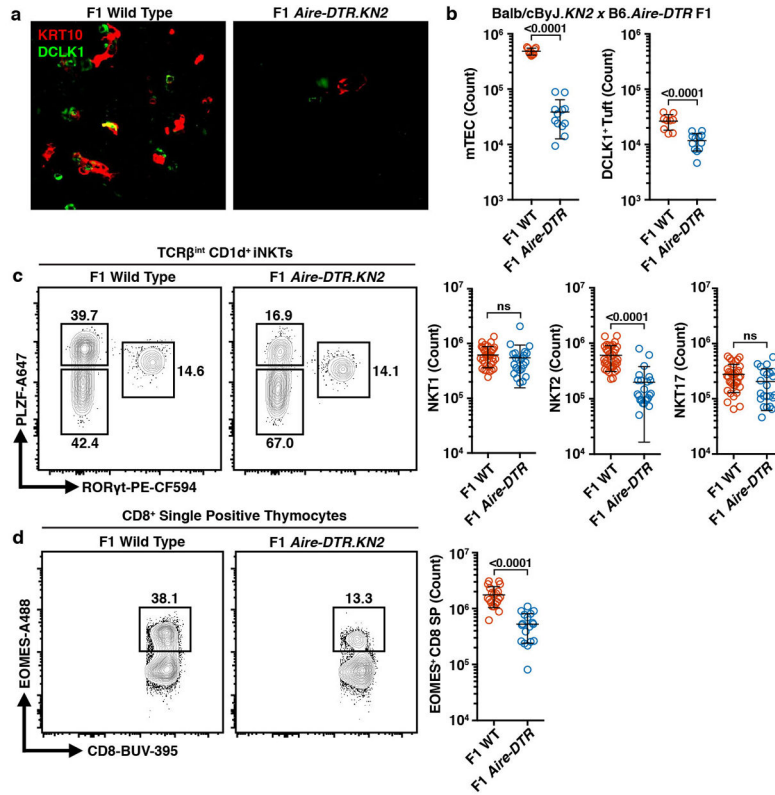 a
F1 Wild Type
F1 Aire-DTR.KN2
KRT10
DCLK1
b
Balb/cByJ.KN2 x B6.Aire-DTR F1
<0.0001
10⁶
10⁵
10⁴
10³
mTEC (Count)
F1 WT
F1 Aire-DTR
<0.0001
10⁶
10⁵
10⁴
10³
DCLK1⁺ Tuft (Count)
F1 WT
F1 Aire-DTR
TCRβⁱⁿᵗ CD1d⁺ iNKTs
c
F1 Wild Type
F1 Aire-DTR.KN2
39.7
14.6
42.4
16.9
14.1
67.0
PLZF-A647
RORγt-PE-CF594
10⁷
10⁶
10⁵
10⁴
ns
NKT1 (Count)
F1 WT
F1 Aire-DTR
10⁷
10⁶
10⁵
10⁴
<0.0001
NKT2 (Count)
F1 WT
F1 Aire-DTR
10⁷
10⁶
10⁵
10⁴
ns
NKT17 (Count)
F1 WT
F1 Aire-DTR
CD8⁺ Single Positive Thymocytes
d
F1 Wild Type
F1 Aire-DTR.KN2
38.1
13.3
EOMES-A488
CD8-BUV-395
10⁷
10⁶
10⁵
10⁴
<0.0001
EOMES⁺ CD8 SP (Count)
F1 WT
F1 Aire-DTR